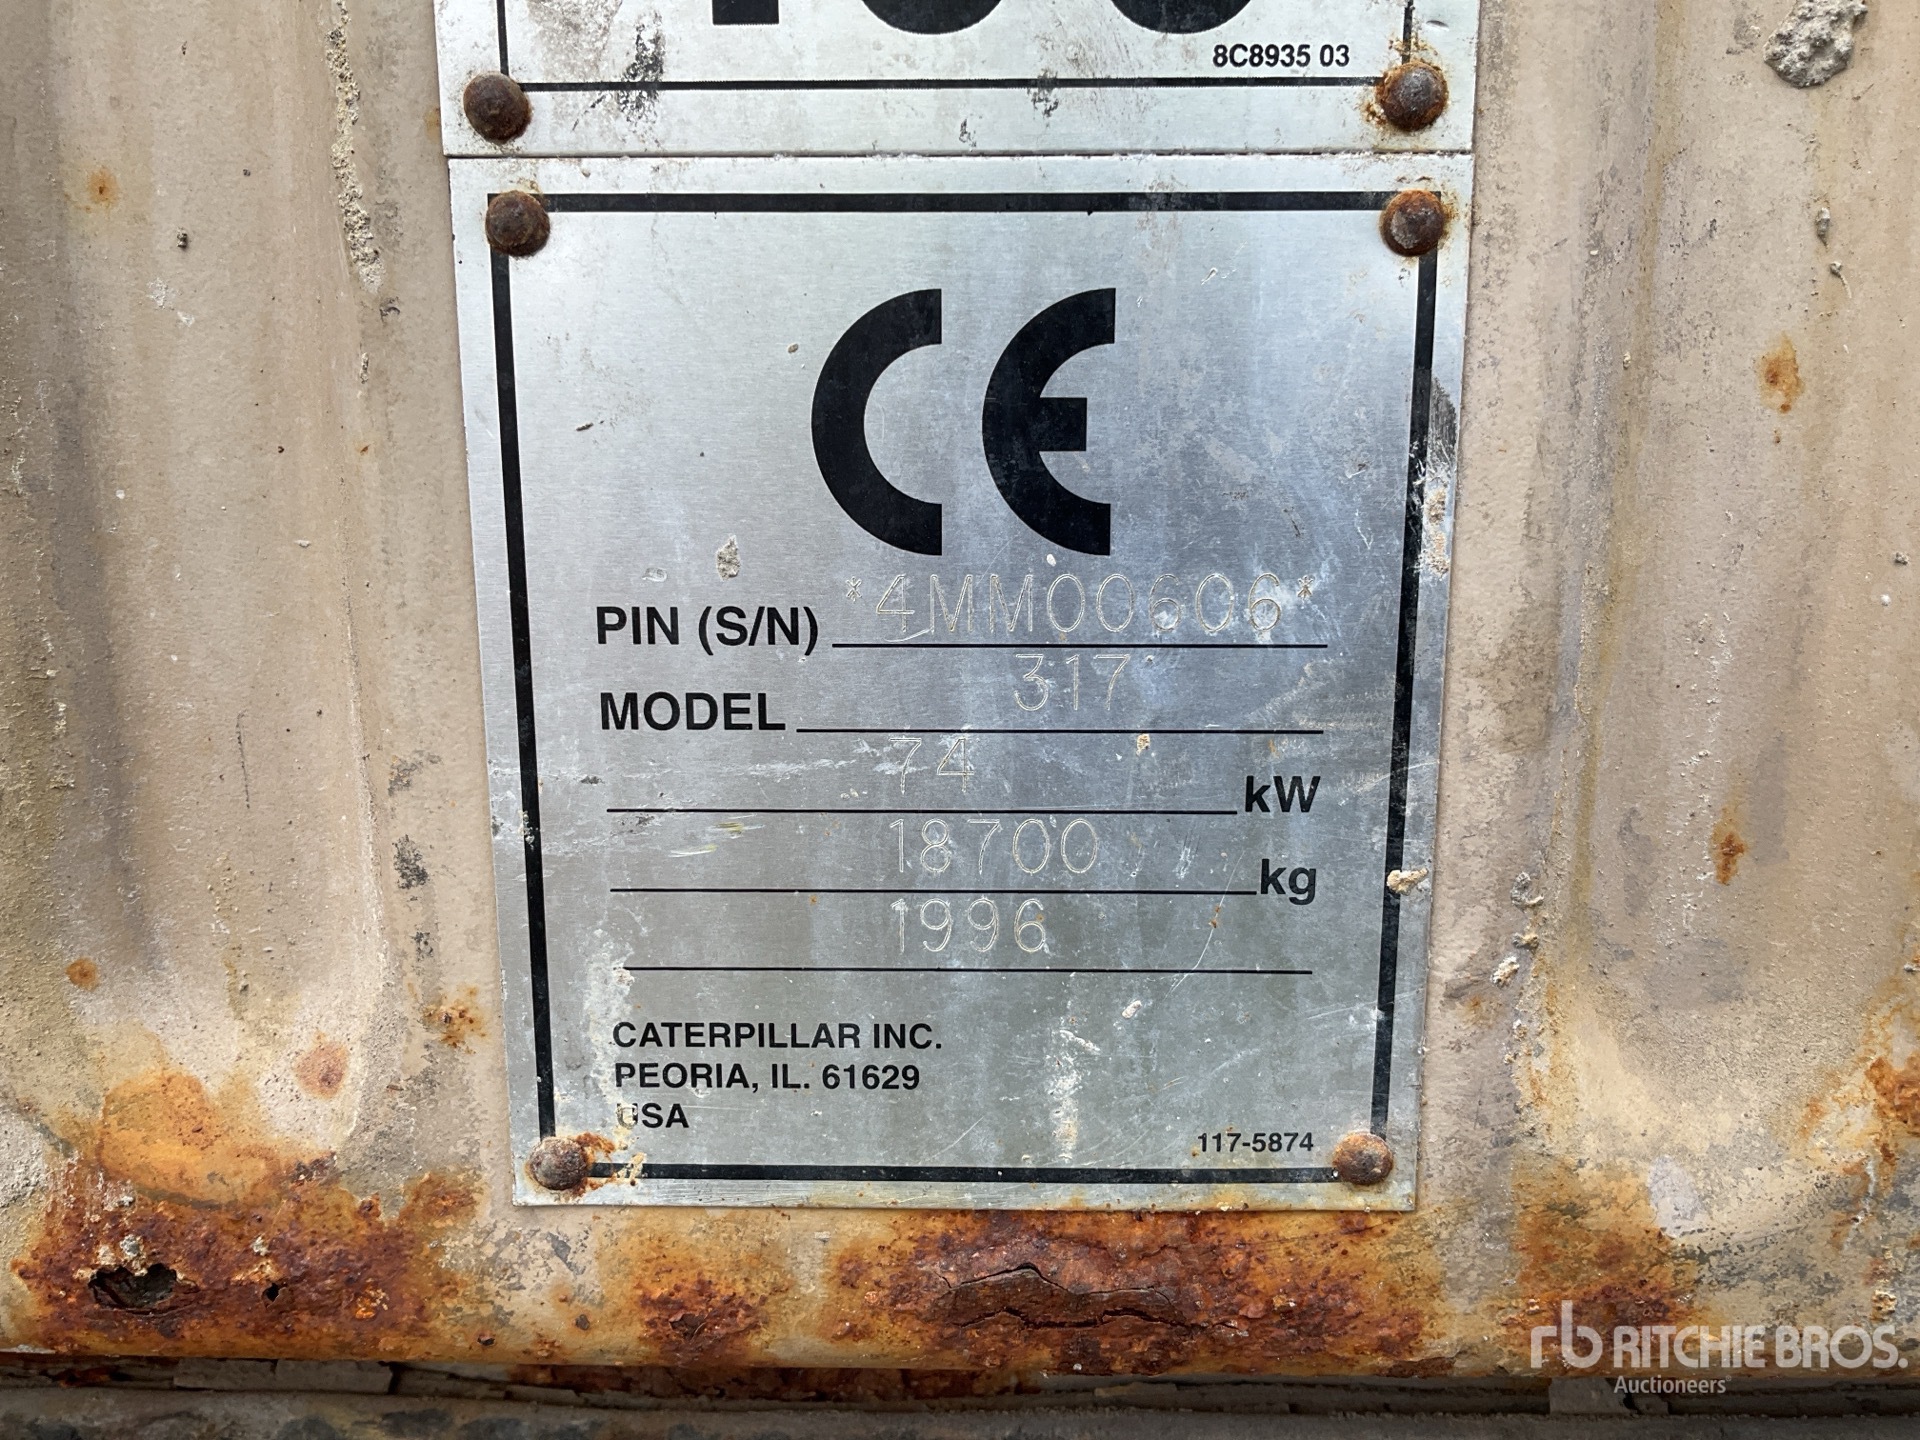 8C8935 03
CE
PIN (S/N) *4MM00606*
MODEL 317
74 kW
18700 kg
1996
CATERPILLAR INC.
PEORIA, IL. 61629
USA
117-5874
rb RITCHIE BROS.
Auctioneers